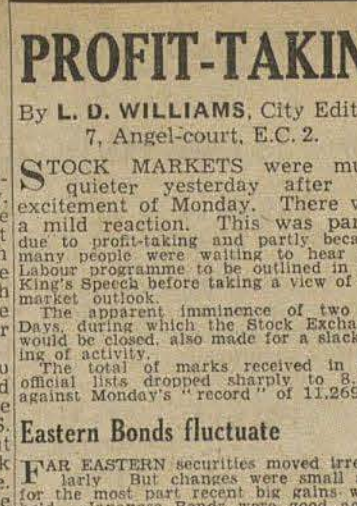 PROFIT-TAKIN
By L. D. WILLIAMS, City Edit
7, Angel-court, E.C. 2.
STOCK MARKETS were mu
quieter yesterday after
excitement of Monday. There w
a mild reaction. This was par
due to profit-taking and partly beca
many people were waiting to hear
Labour programme to be outlined in
King's Speech before taking a view of
market outlook.
The apparent imminence of two
Days, during which the Stock Excha
would be closed, also made for a slack
ing of activity.
The total of marks received in
official lists dropped sharply to 8,
against Monday's "record" of 11,269
Eastern Bonds fluctuate
FAR EASTERN securities moved irre
larly But changes were small a
for the most part recent big gains w
Japanese Bonds were good